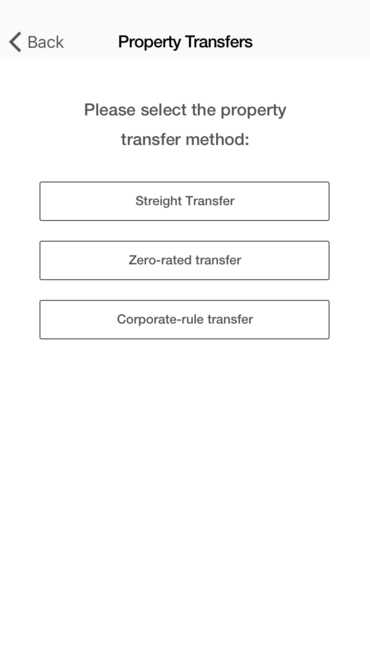 Back
Property Transfers
Please select the property
transfer method:
Streight Transfer
Zero-rated transfer
Corporate-rule transfer